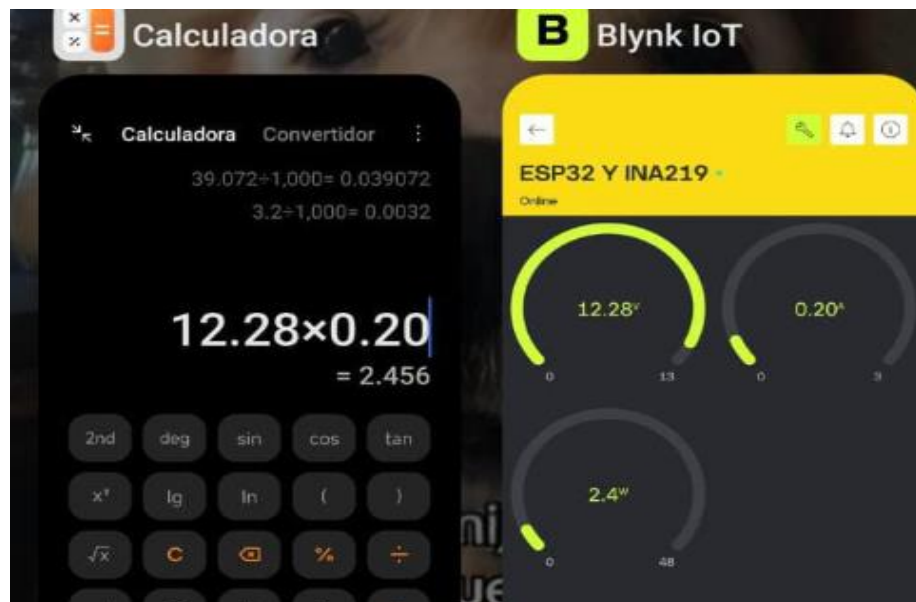 Calculadora
Calculadora Convertidor
39.072÷1,000= 0.039072
3.2÷1,000= 0.0032
12.28×0.20
= 2.456
2nd deg sin cos tan
xʸ lg ln ( )
√x C % ÷
B Blynk IoT
ESP32 Y INA219
Online
12.28V
0 13
0.20A
0 3
2.4W
0 48